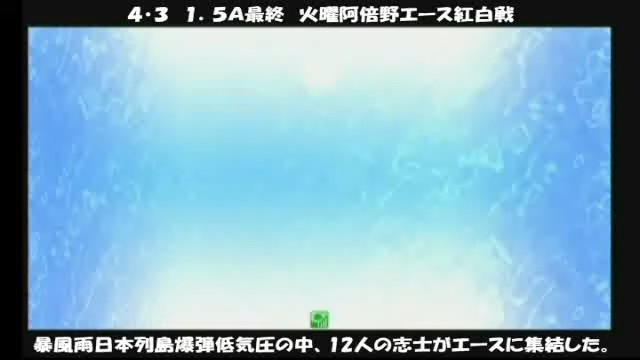 ４・３　１．５Ａ最終　火曜阿倍野エース紅白戦
暴風雨日本列島爆弾低気圧の中、１２人の志士がエースに集結した。